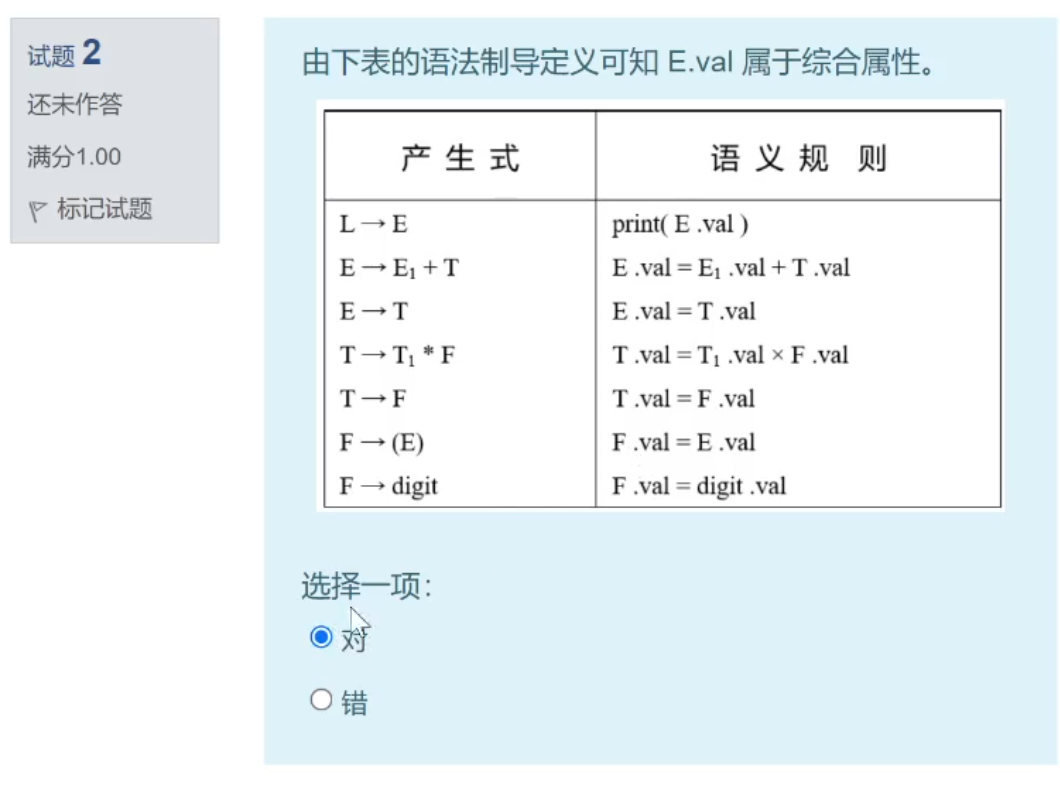 试题 2
还未作答
满分1.00
标记试题
由下表的语法制导定义可知 E.val 属于综合属性。
产 生 式 语 义 规 则
L → E print( E .val )
E → E₁ + T E .val = E₁ .val + T .val
E → T E .val = T .val
T → T₁ * F T .val = T₁ .val × F .val
T → F T .val = F .val
F → (E) F .val = E .val
F → digit F .val = digit .val
选择一项:
对
错